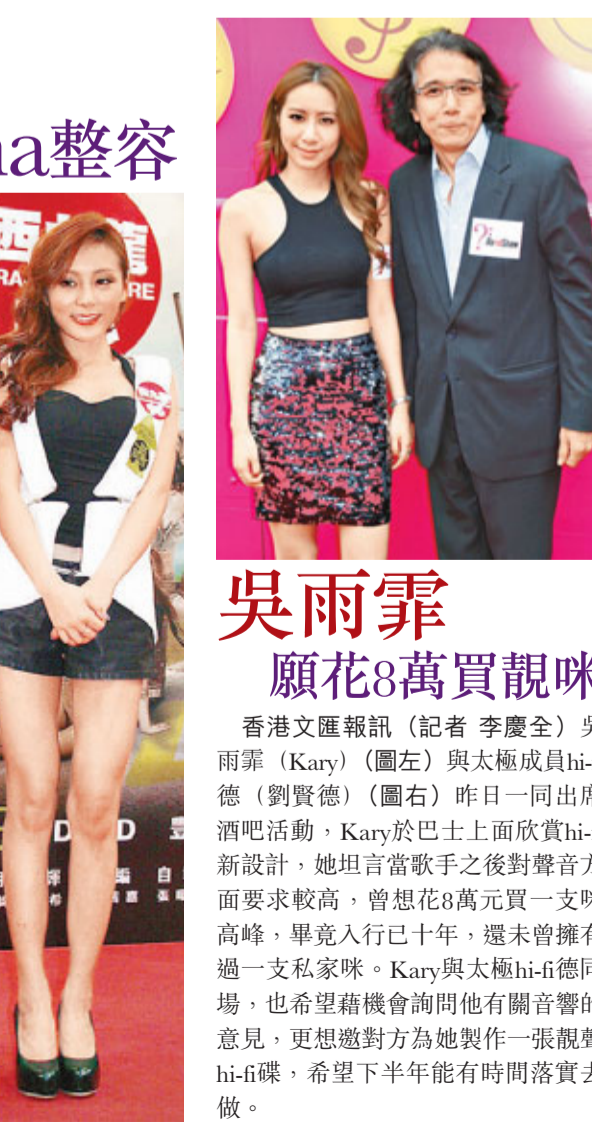 a整容
西
龍
RE
吳雨霏
願花8萬買靚咪
香港文匯報訊（記者 李慶全）吳
雨霏（Kary）（圖左）與太極成員hi-
德（劉賢德）（圖右）昨日一同出席
酒吧活動，Kary於巴士上面欣賞hi-
新設計，她坦言當歌手之後對聲音方
面要求較高，曾想花8萬元買一支咪
高峰，畢竟入行已十年，還未曾擁有
過一支私家咪。Kary與太極hi-fi德同
場，也希望藉機會詢問他有關音響的
意見，更想邀對方為她製作一張靚聲
hi-fi碟，希望下半年能有時間落實去
做。